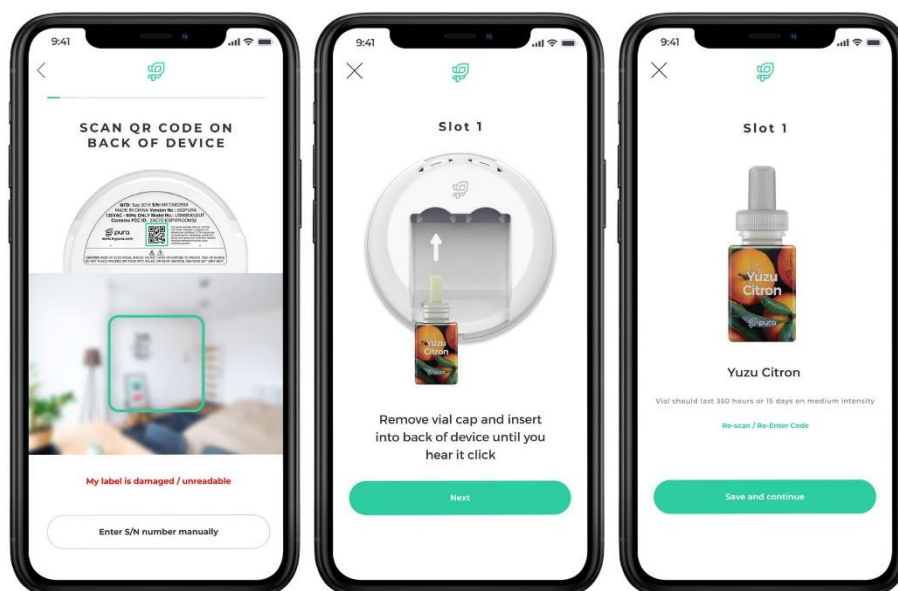 9:41
SCAN QR CODE ON
BACK OF DEVICE
pura
My label is damaged / unreadable
Enter S/N number manually
9:41
Slot 1
Yuzu
Citron
Remove vial cap and insert
into back of device until you
hear it click
Next
9:41
Slot 1
Yuzu
Citron
pura
Yuzu Citron
Vial should last 350 hours or 15 days on medium intensity
Re-scan / Re-Enter Code
Save and continue